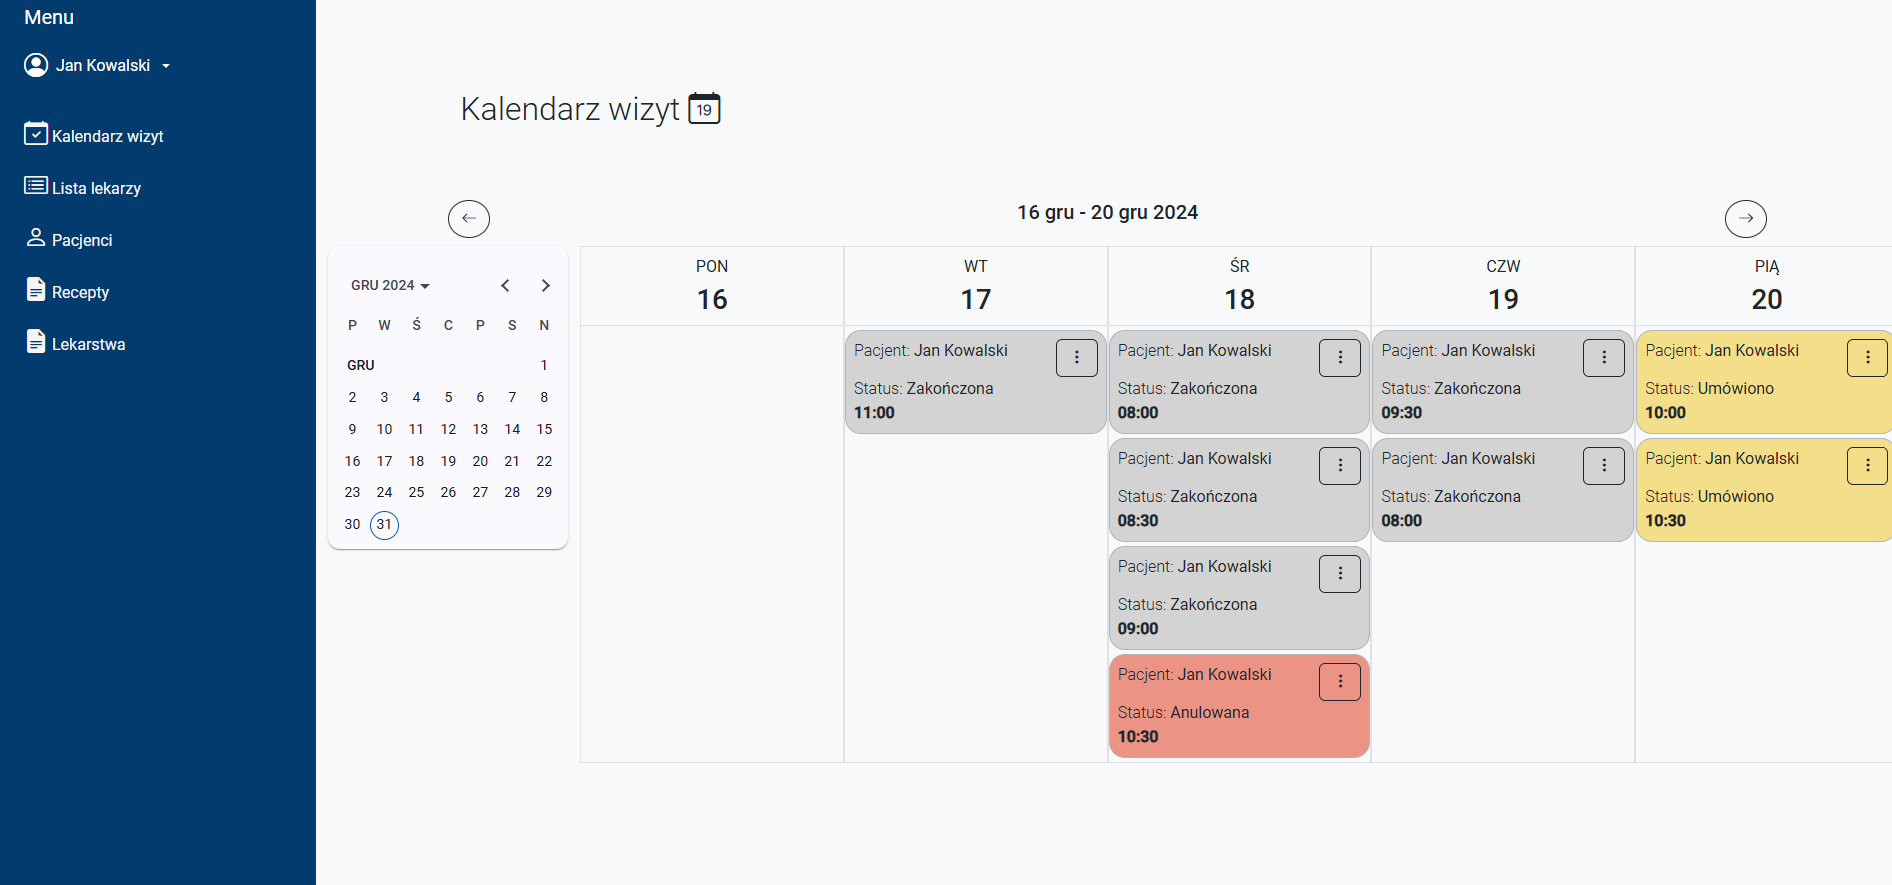 Menu
Jan Kowalski
Kalendarz wizyt
Lista lekarzy
Pacjenci
Recepty
Lekarstwa
Kalendarz wizyt 19
16 gru - 20 gru 2024
GRU 2024
P W Ś C P S N
GRU 1
2 3 4 5 6 7 8
9 10 11 12 13 14 15
16 17 18 19 20 21 22
23 24 25 26 27 28 29
30 31
PON
16
WT
17
Pacjent: Jan Kowalski
Status: Zakończona
11:00
ŚR
18
Pacjent: Jan Kowalski
Status: Zakończona
08:00
Pacjent: Jan Kowalski
Status: Zakończona
08:30
Pacjent: Jan Kowalski
Status: Zakończona
09:00
Pacjent: Jan Kowalski
Status: Anulowana
10:30
CZW
19
Pacjent: Jan Kowalski
Status: Zakończona
09:30
Pacjent: Jan Kowalski
Status: Zakończona
08:00
PIĄ
20
Pacjent: Jan Kowalski
Status: Umówiono
10:00
Pacjent: Jan Kowalski
Status: Umówiono
10:30